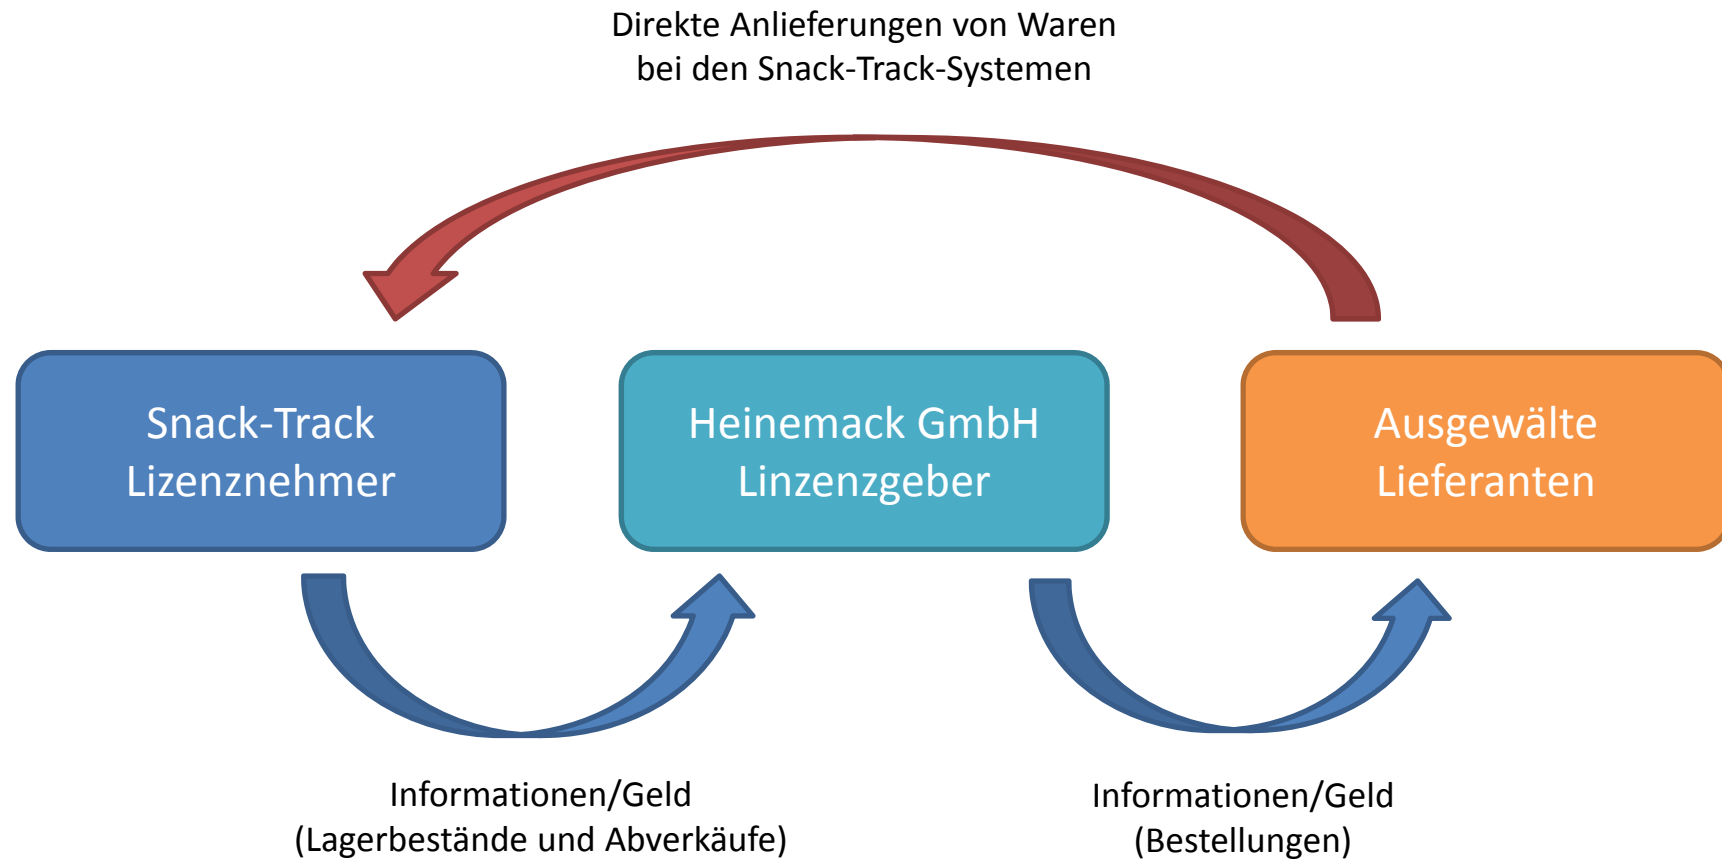 Direkte Anlieferungen von Waren
bei den Snack-Track-Systemen
Snack-Track
Lizenznehmer
Heinemack GmbH
Linzenzgeber
Ausgewälte
Lieferanten
Informationen/Geld
(Lagerbestände und Abverkäufe)
Informationen/Geld
(Bestellungen)